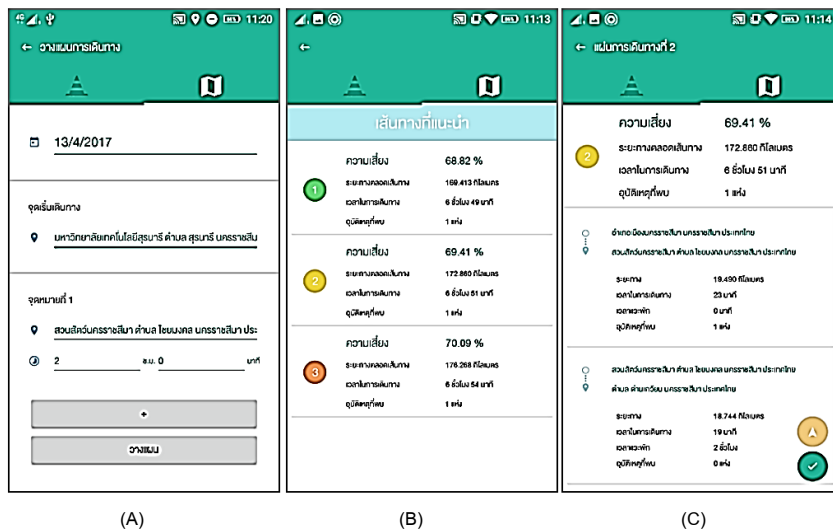 4G 11:20
← วางแผนการเดินทาง
13/4/2017
จุดเริ่มเดินทาง
มหาวิทยาลัยเทคโนโลยีสุรนารี ตำบล สุรนารี นครราชสีม
จุดหมายที่ 1
สวนสัตว์นครราชสีมา ตำบล ไชยมงคล นครราชสีมา ประ
2 ช.ม. 0 นาที
+
วางแผน
(A)
11:13
←
เส้นทางที่แนะนำ
1
ความเสี่ยง 68.82 %
ระยะทางตลอดเส้นทาง 169.413 กิโลเมตร
เวลาในการเดินทาง 6 ชั่วโมง 49 นาที
อุบัติเหตุที่พบ 1 แห่ง
2
ความเสี่ยง 69.41 %
ระยะทางตลอดเส้นทาง 172.860 กิโลเมตร
เวลาในการเดินทาง 6 ชั่วโมง 51 นาที
อุบัติเหตุที่พบ 1 แห่ง
3
ความเสี่ยง 70.09 %
ระยะทางตลอดเส้นทาง 176.268 กิโลเมตร
เวลาในการเดินทาง 6 ชั่วโมง 54 นาที
อุบัติเหตุที่พบ 1 แห่ง
(B)
11:14
← แผ่นการเดินทางที่ 2
2
ความเสี่ยง 69.41 %
ระยะทางตลอดเส้นทาง 172.860 กิโลเมตร
เวลาในการเดินทาง 6 ชั่วโมง 51 นาที
อุบัติเหตุที่พบ 1 แห่ง
อำเภอ เมืองนครราชสีมา นครราชสีมา ประเทศไทย
สวนสัตว์นครราชสีมา ตำบล ไชยมงคล นครราชสีมา ประเทศไทย
ระยะทาง 19.490 กิโลเมตร
เวลาในการเดินทาง 23 นาที
เวลาแวะพัก 0 นาที
อุบัติเหตุที่พบ 1 แห่ง
สวนสัตว์นครราชสีมา ตำบล ไชยมงคล นครราชสีมา ประเทศไทย
ตำบล ด่านเกวียน นครราชสีมา ประเทศไทย
ระยะทาง 18.744 กิโลเมตร
เวลาในการเดินทาง 19 นาที
เวลาแวะพัก 2 ชั่วโมง
อุบัติเหตุที่พบ 0 แห่ง
(C)